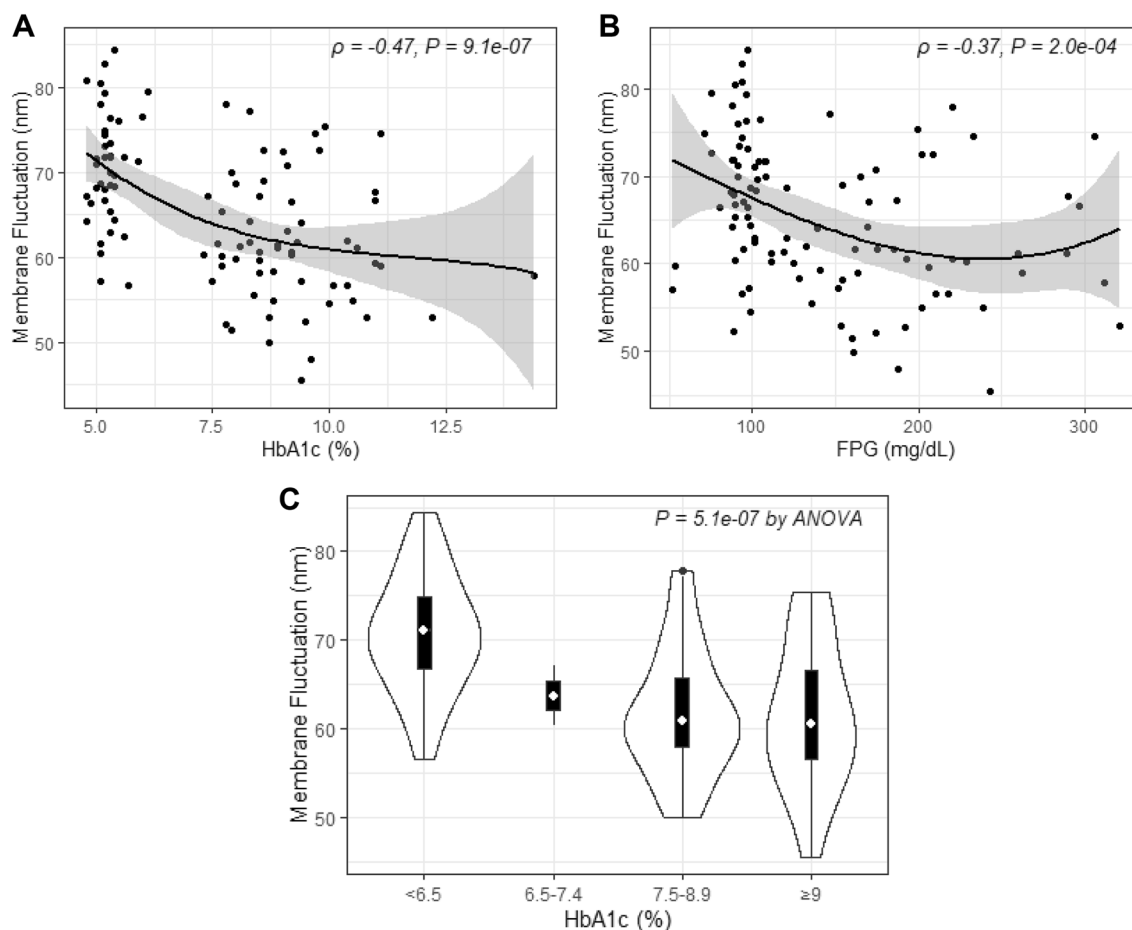 A
B
ρ = -0.47, P = 9.1e-07
ρ = -0.37, P = 2.0e-04
Membrane Fluctuation (nm)
80
70
60
50
5.0
7.5
10.0
12.5
HbA1c (%)
Membrane Fluctuation (nm)
80
70
60
50
100
200
300
FPG (mg/dL)
C
P = 5.1e-07 by ANOVA
Membrane Fluctuation (nm)
80
70
60
50
<6.5
6.5-7.4
7.5-8.9
≥9
HbA1c (%)